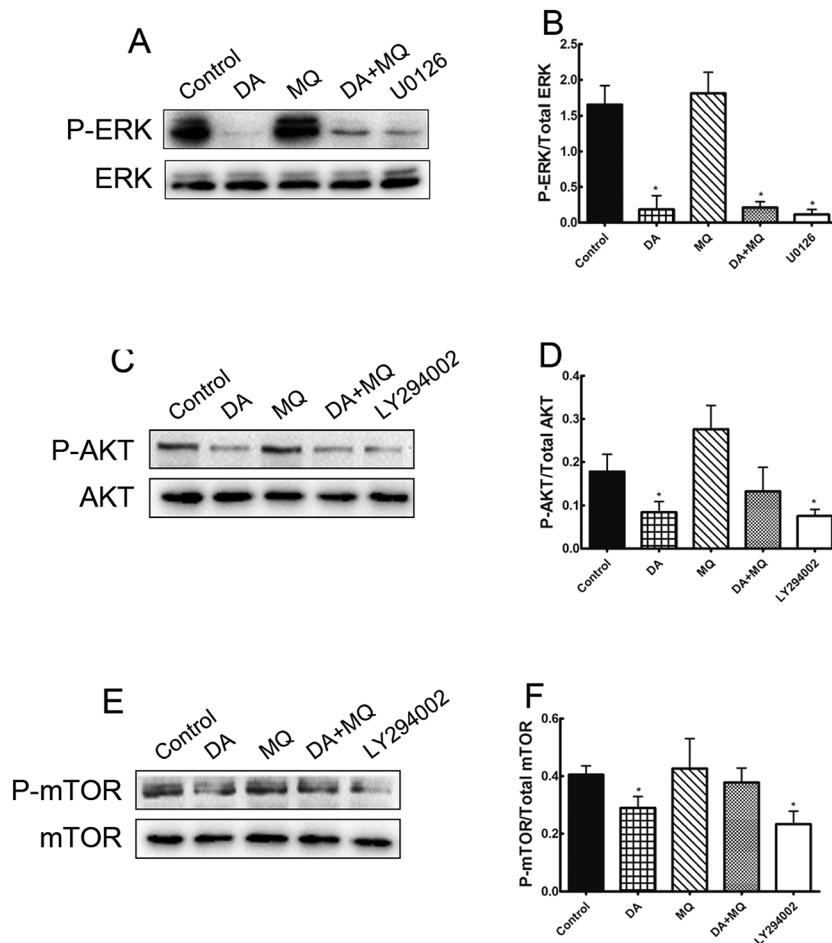 A
Control
DA
MQ
DA+MQ
U0126
P-ERK
ERK
B
P-ERK/Total ERK
2.5
2.0
1.5
1.0
0.5
0.0
*
*
*
Control
DA
MQ
DA+MQ
U0126
C
Control
DA
MQ
DA+MQ
LY294002
P-AKT
AKT
D
P-AKT/Total AKT
0.4
0.3
0.2
0.1
0.0
*
*
Control
DA
MQ
DA+MQ
LY294002
E
Control
DA
MQ
DA+MQ
LY294002
P-mTOR
mTOR
F
P-mTOR/Total mTOR
0.6
0.4
0.2
0.0
*
*
Control
DA
MQ
DA+MQ
LY294002